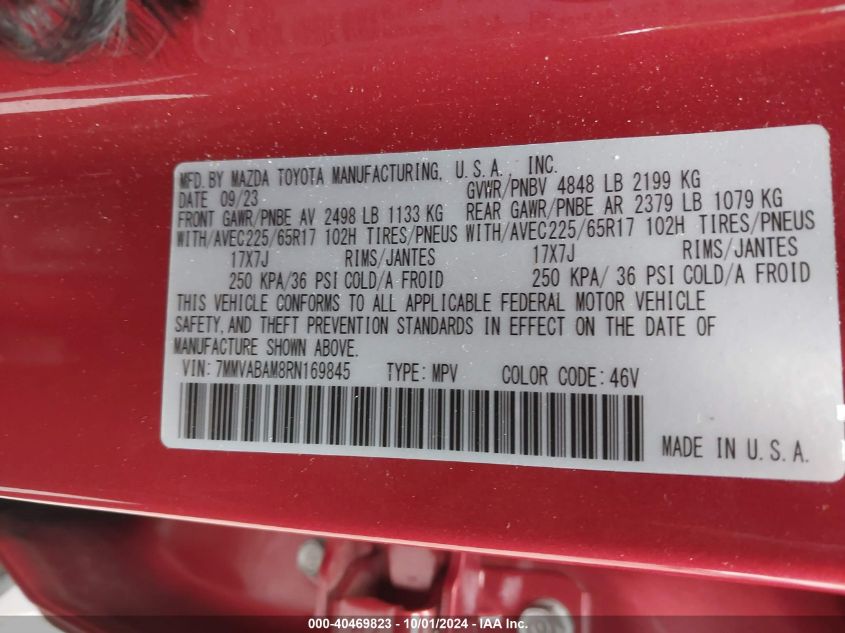 MFD. BY MAZDA TOYOTA MANUFACTURING, U.S.A. INC.
DATE 09/23 GVWR/PNBV 4848 LB 2199 KG
FRONT GAWR/PNBE AV 2498 LB 1133 KG REAR GAWR/PNBE AR 2379 LB 1079 KG
WITH/AVEC225/65R17 102H TIRES/PNEUS WITH/AVEC225/65R17 102H TIRES/PNEUS
17X7J RIMS/JANTES 17X7J RIMS/JANTES
250 KPA/36 PSI COLD/A FROID 250 KPA/ 36 PSI COLD/A FROID
THIS VEHICLE CONFORMS TO ALL APPLICABLE FEDERAL MOTOR VEHICLE
SAFETY, AND THEFT PREVENTION STANDARDS IN EFFECT ON THE DATE OF
MANUFACTURE SHOWN ABOVE.
VIN: 7MMVABAM8RN169845 TYPE: MPV COLOR CODE: 46V
MADE IN U.S.A.
000-40469823 - 10/01/2024 - 1265